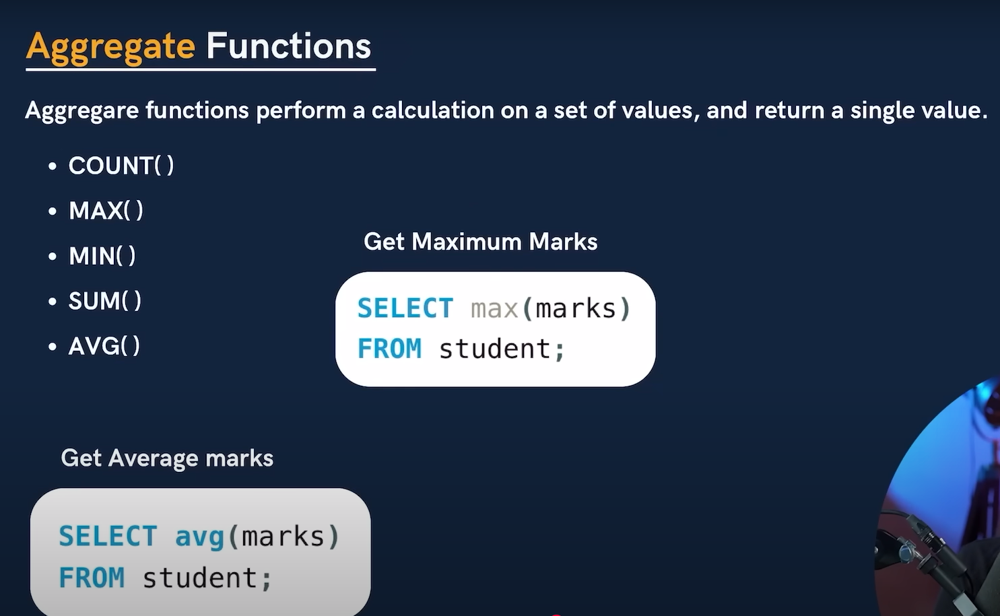 Aggregate Functions
Aggregare functions perform a calculation on a set of values, and return a single value.
• COUNT( )
• MAX( )
• MIN( )
• SUM( )
• AVG( )
Get Maximum Marks
SELECT max(marks)
FROM student;
Get Average marks
SELECT avg(marks)
FROM student;